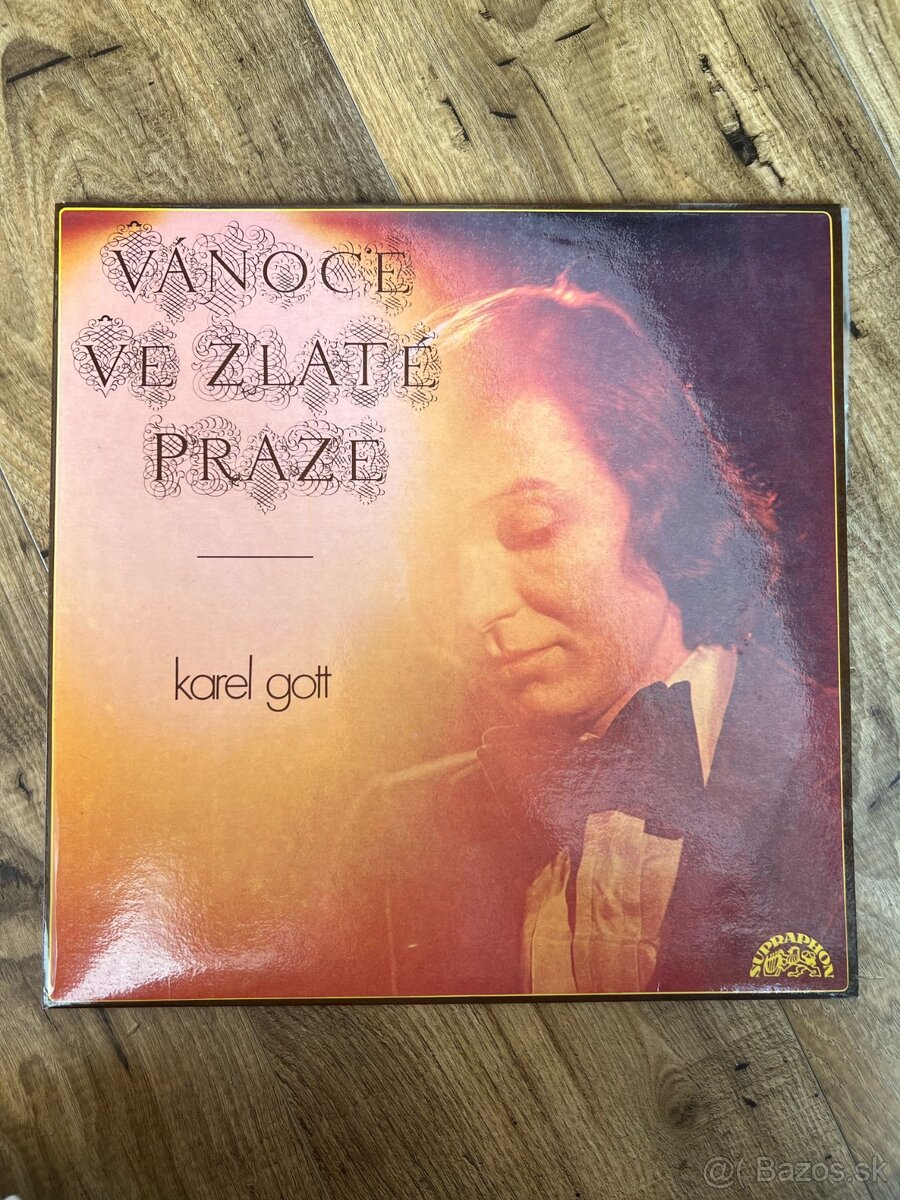 VÁNOCE
VE ZLATÉ
PRAZE
karel gott
SUPRAPHON
@( Bazos.sk